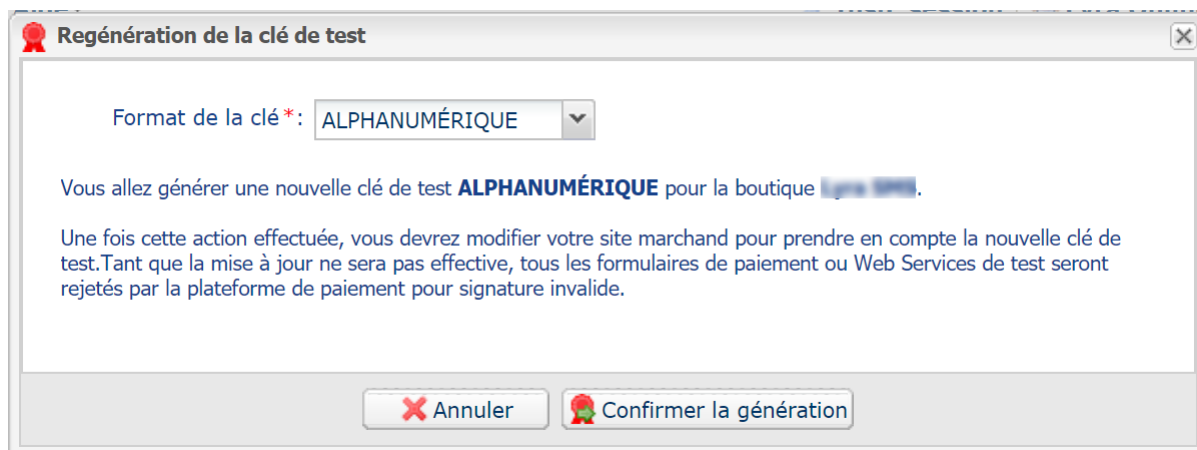 Regénération de la clé de test
Format de la clé*: ALPHANUMÉRIQUE
Vous allez générer une nouvelle clé de test ALPHANUMÉRIQUE pour la boutique .
Une fois cette action effectuée, vous devrez modifier votre site marchand pour prendre en compte la nouvelle clé de
test.Tant que la mise à jour ne sera pas effective, tous les formulaires de paiement ou Web Services de test seront
rejetés par la plateforme de paiement pour signature invalide.
Annuler Confirmer la génération